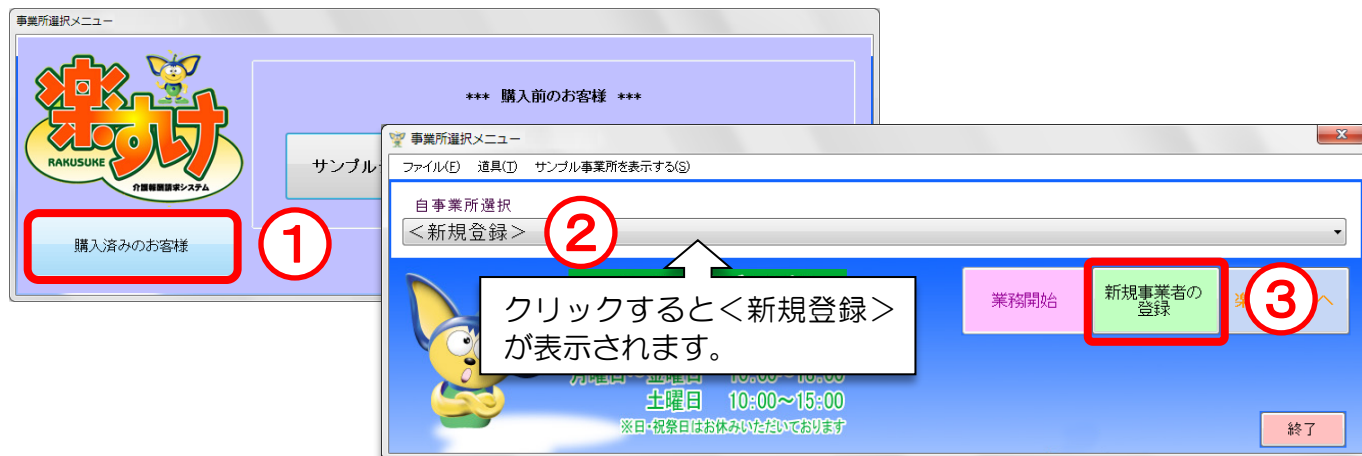 事業所選択メニュー
楽すけ
RAKUSUKE
介護報酬請求システム
*** 購入前のお客様 ***
サンプル
購入済みのお客様
①
事業所選択メニュー
ファイル(F) 道具(T) サンプル事業所を表示する(S)
自事業所選択
<新規登録>
②
クリックすると<新規登録>
が表示されます。
業務開始
新規事業者の
登録
③
へ
土曜日 10:00~15:00
※日・祝祭日はお休みいただいております
終了